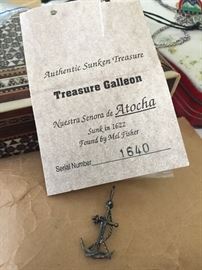 Authentic Sunken Treasure
Treasure Galleon
Nuestra Senora de Atocha
Sunk in 1622
Found by Mel Fisher
Serial Number 1640